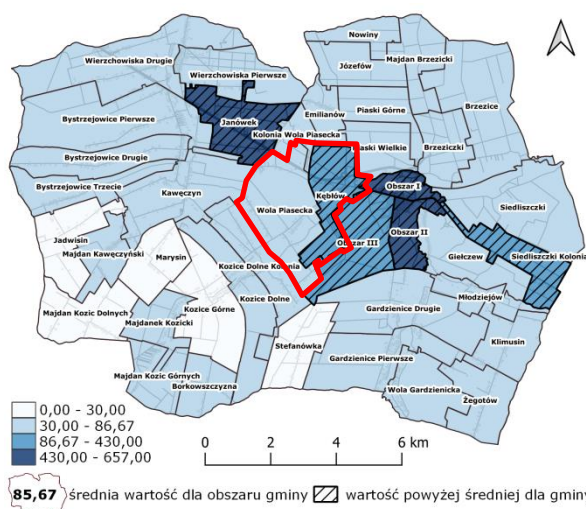 Nowiny
Wierzchowiska Drugie
Majdan Brzezicki
Wierzchowiska Pierwsze
Józefów
Brzezice
Emilianów
Piaski Górne
Bystrzejowice Pierwsze
Janówek
Kolonia Wola Piasecka
Piaski Wielkie
Brzeziczki
Bystrzejowice Drugie
Bystrzejowice Trzecie
Kawęczyn
Kębłów
Obszar I
Siedliszczki
Wola Piasecka
Obszar II
Jadwisin
Majdan Kawęczyński
Marysin
Obszar III
Giełczew
Siedliszczki Kolonia
Kozice Dolne Kolonia
Kozice Dolne
Młodziejów
Majdan Kozic Dolnych
Kozice Górne
Gardzienice Drugie
Majdanek Kozicki
Klimusin
Stefanówka
Gardzienice Pierwsze
Majdan Kozic Górnych
Borkowszczyzna
Wola Gardzienicka
Żegotów
0,00 - 30,00
30,00 - 86,67
86,67 - 430,00
430,00 - 657,00
0 2 4 6 km
85,67 średnia wartość dla obszaru gminy wartość powyżej średniej dla gminy